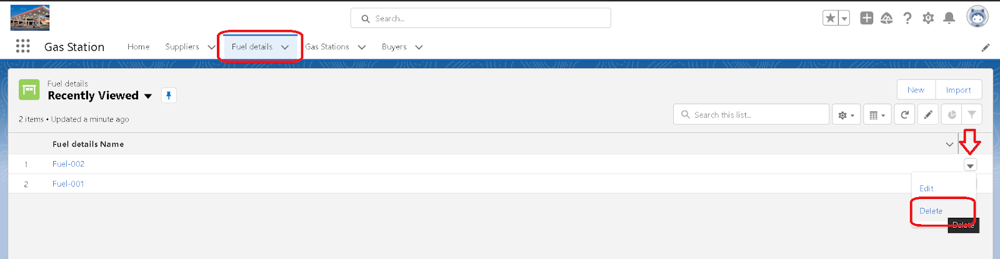 Search...
Gas Station
Home
Suppliers
Fuel details
Gas Stations
Buyers
Fuel details
Recently Viewed
New
Import
2 items • Updated a minute ago
Search this list...
Fuel details Name
1
Fuel-002
2
Fuel-001
Edit
Delete
Delete